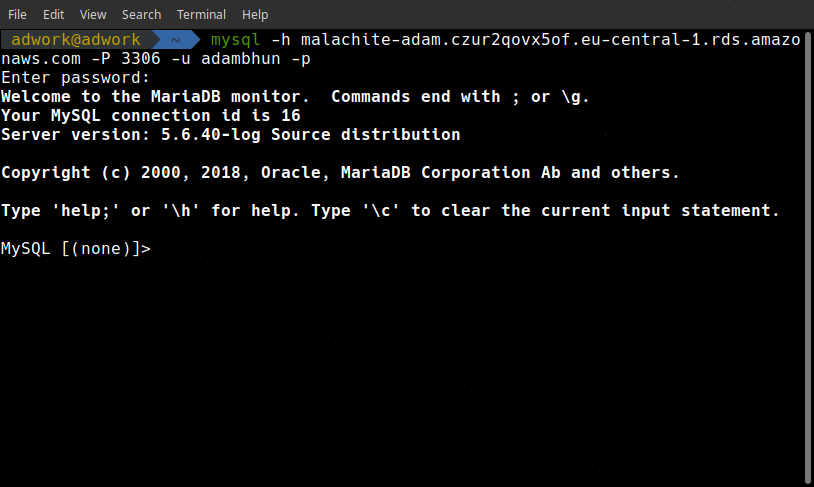 File Edit View Search Terminal Help
adwork@adwork ~ mysql -h malachite-adam.czur2qovx5of.eu-central-1.rds.amazo
naws.com -P 3306 -u adambhun -p
Enter password:
Welcome to the MariaDB monitor.  Commands end with ; or \g.
Your MySQL connection id is 16
Server version: 5.6.40-log Source distribution
Copyright (c) 2000, 2018, Oracle, MariaDB Corporation Ab and others.
Type 'help;' or '\h' for help. Type '\c' to clear the current input statement.
MySQL [(none)]>